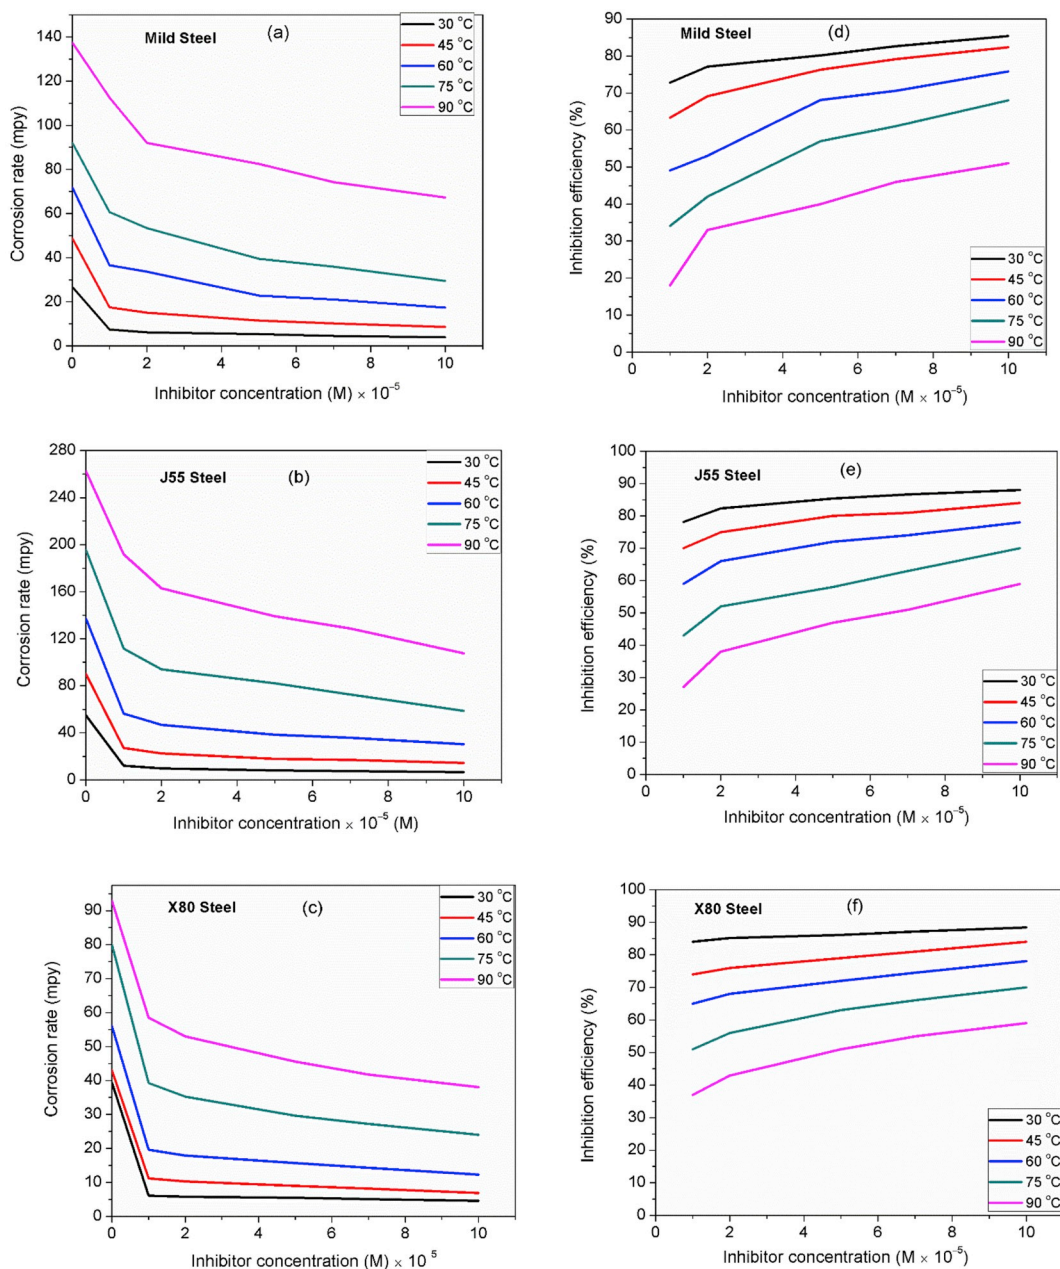 Mild Steel
(a)
30 °C
45 °C
60 °C
75 °C
90 °C
140
120
100
80
60
40
20
0
Corrosion rate (mpy)
0 2 4 6 8 10
Inhibitor concentration (M) × 10⁻⁵
Mild Steel
(d)
90
80
70
60
50
40
30
20
10
0
Inhibition efficiency (%)
30 °C
45 °C
60 °C
75 °C
90 °C
0 2 4 6 8 10
Inhibitor concentration (M × 10⁻⁵)
J55 Steel
(b)
30 °C
45 °C
60 °C
75 °C
90 °C
280
240
200
160
120
80
40
0
Corrosion rate (mpy)
0 2 4 6 8 10
Inhibitor concentration × 10⁻⁵ (M)
J55 Steel
(e)
100
90
80
70
60
50
40
30
20
10
0
Inhibition efficiency (%)
30 °C
45 °C
60 °C
75 °C
90 °C
0 2 4 6 8 10
Inhibitor concentration (M × 10⁻⁵)
X80 Steel
(c)
30 °C
45 °C
60 °C
75 °C
90 °C
90
80
70
60
50
40
30
20
10
0
Corrosion rate (mpy)
0 2 4 6 8 10
Inhibitor concentration (M) × 10⁵
X80 Steel
(f)
100
90
80
70
60
50
40
30
20
10
0
Inhibition efficiency (%)
30 °C
45 °C
60 °C
75 °C
90 °C
0 2 4 6 8 10
Inhibitor concentration (M × 10⁻⁵)